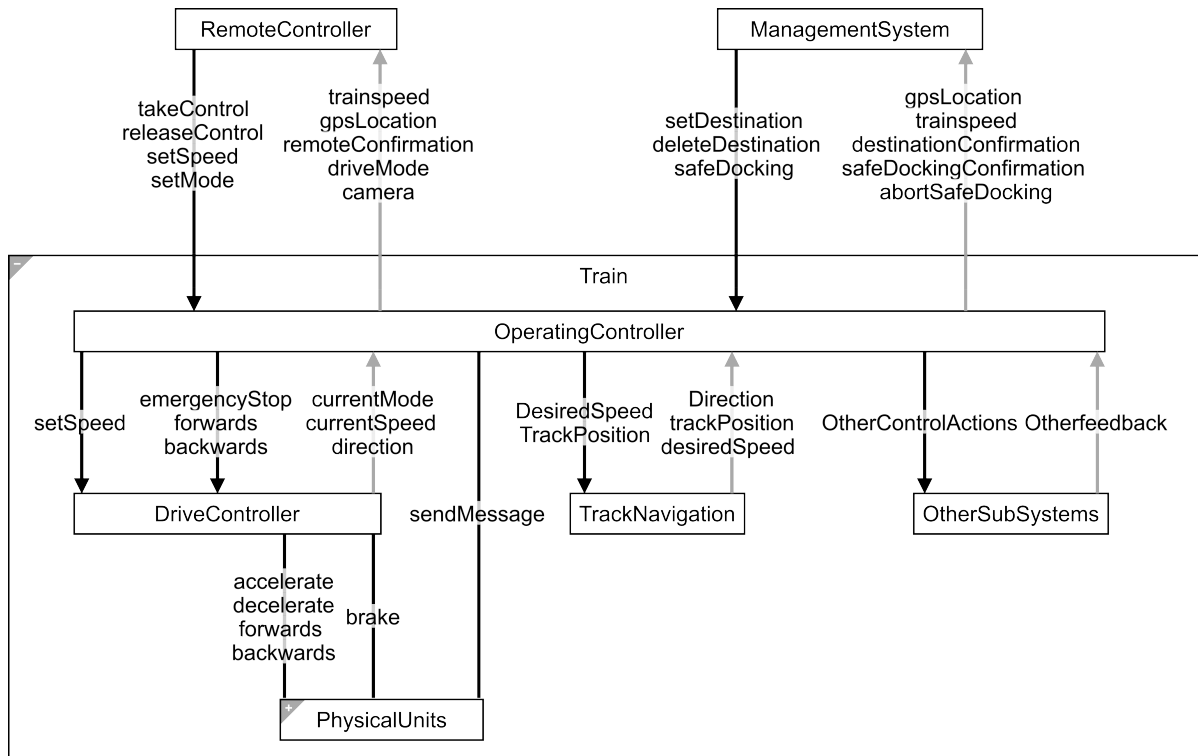 RemoteController
ManagementSystem
takeControl
releaseControl
setSpeed
setMode
trainspeed
gpsLocation
remoteConfirmation
driveMode
camera
setDestination
deleteDestination
safeDocking
gpsLocation
trainspeed
destinationConfirmation
safeDockingConfirmation
abortSafeDocking
−
Train
OperatingController
setSpeed
emergencyStop
forwards
backwards
currentMode
currentSpeed
direction
DesiredSpeed
TrackPosition
Direction
trackPosition
desiredSpeed
OtherControlActions
Otherfeedback
DriveController
sendMessage
TrackNavigation
OtherSubSystems
accelerate
decelerate
forwards
backwards
brake
+
PhysicalUnits